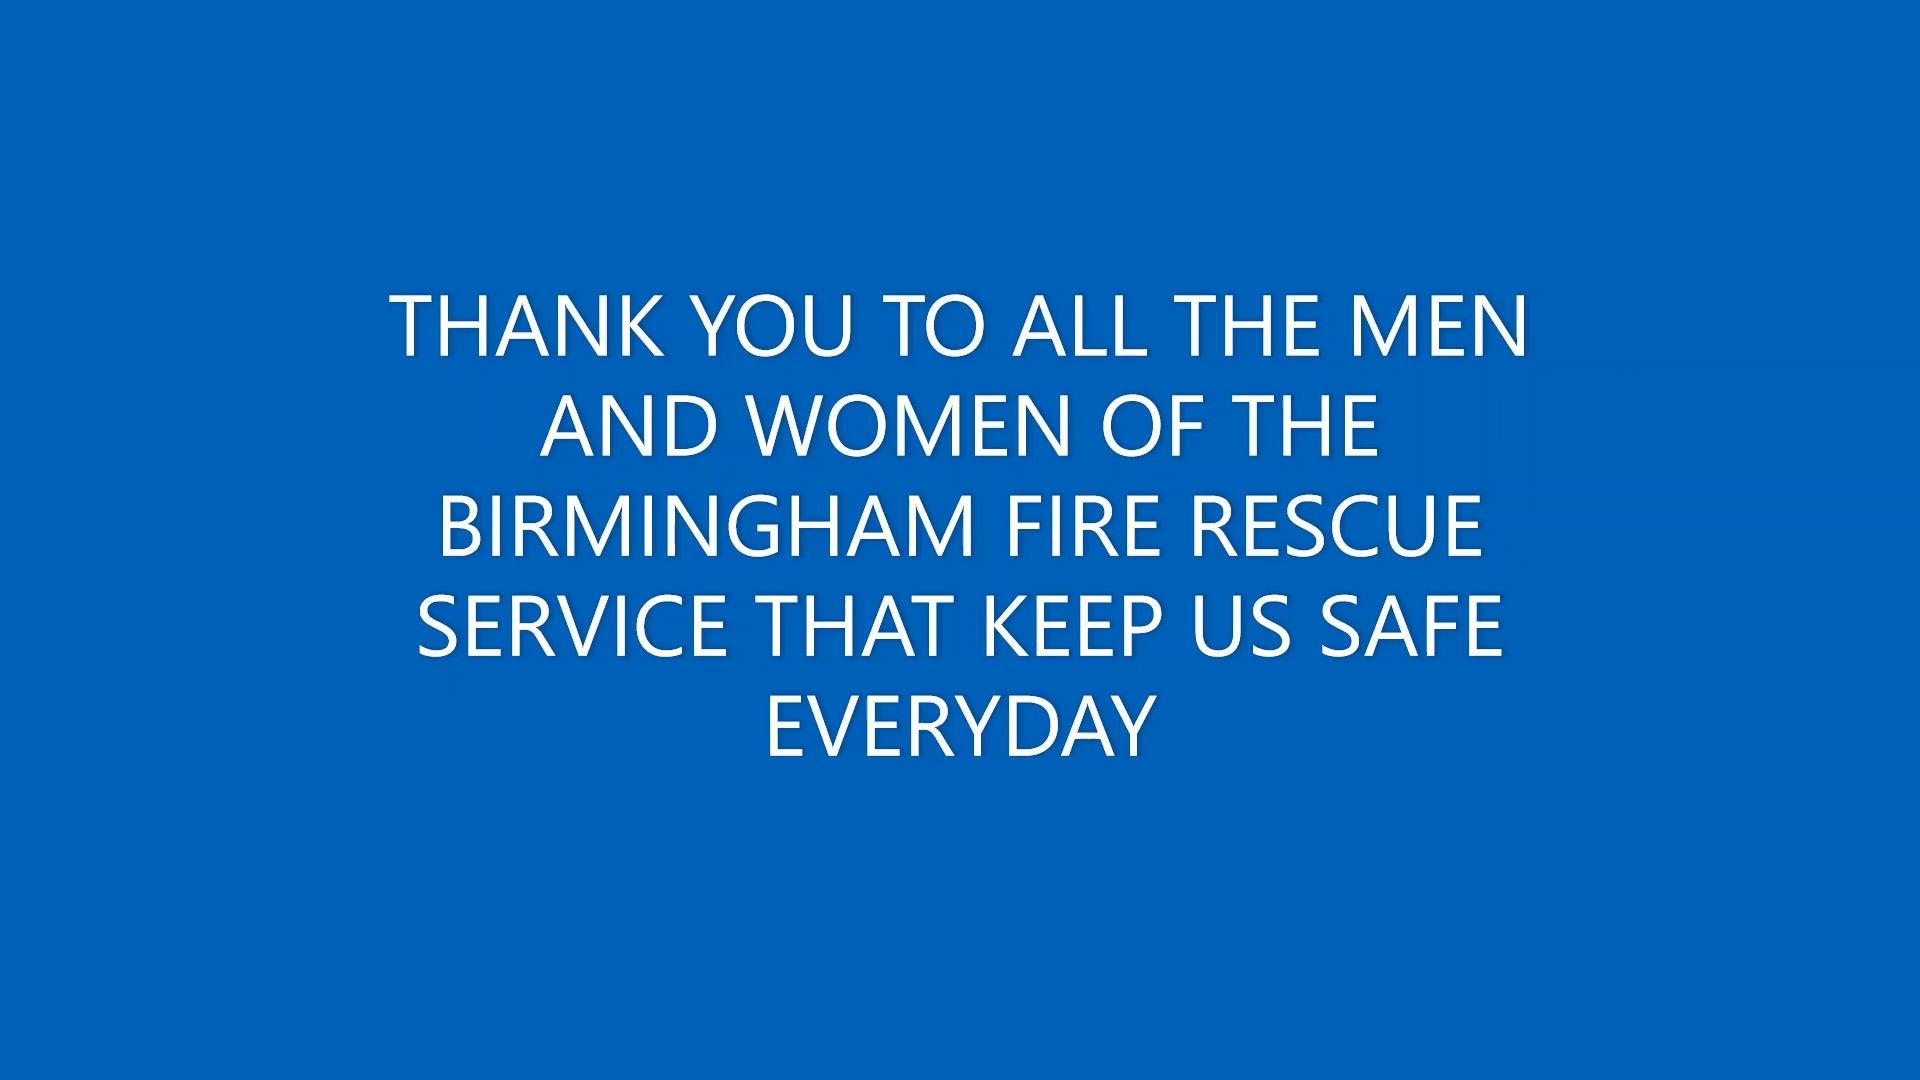 THANK YOU TO ALL THE MEN
AND WOMEN OF THE
BIRMINGHAM FIRE RESCUE
SERVICE THAT KEEP US SAFE
EVERYDAY